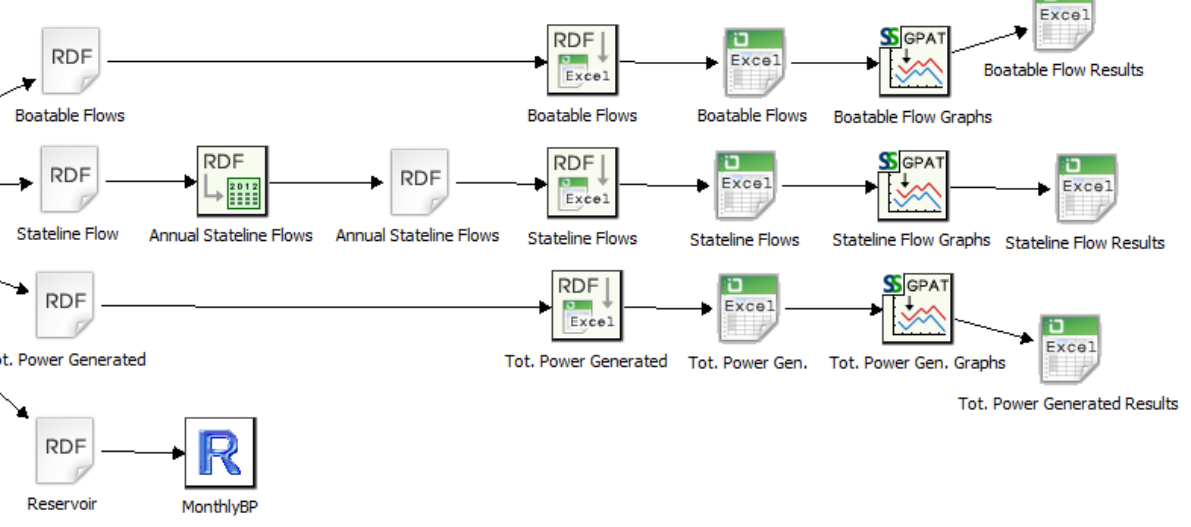 RDF
RDF
Excel
Excel
SS GPAT
Excel
Boatable Flows
Boatable Flows
Boatable Flows
Boatable Flow Graphs
Boatable Flow Results
RDF
RDF
2012
RDF
RDF
Excel
Excel
SS GPAT
Excel
Stateline Flow
Annual Stateline Flows
Annual Stateline Flows
Stateline Flows
Stateline Flows
Stateline Flow Graphs
Stateline Flow Results
RDF
RDF
Excel
Excel
SS GPAT
Excel
ot. Power Generated
Tot. Power Generated
Tot. Power Gen.
Tot. Power Gen. Graphs
Tot. Power Generated Results
RDF
R
Reservoir
MonthlyBP